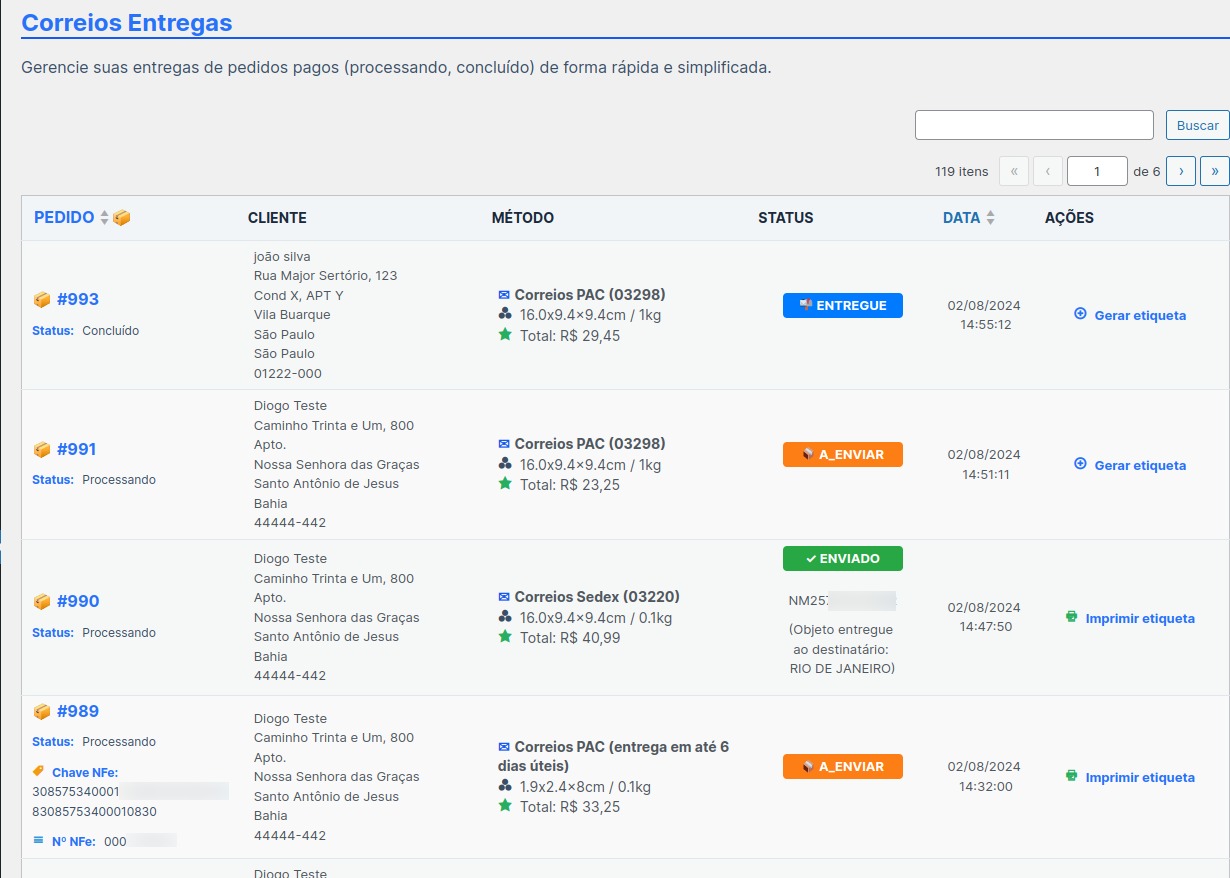 Correios Entregas
Gerencie suas entregas de pedidos pagos (processando, concluído) de forma rápida e simplificada.
Buscar
119 itens « ‹ 1 de 6 › »
PEDIDO CLIENTE MÉTODO STATUS DATA AÇÕES
#993
Status: Concluído
joão silva
Rua Major Sertório, 123
Cond X, APT Y
Vila Buarque
São Paulo
São Paulo
01222-000
Correios PAC (03298)
16.0x9.4×9.4cm / 1kg
Total: R$ 29,45
ENTREGUE
02/08/2024
14:55:12
Gerar etiqueta
#991
Status: Processando
Diogo Teste
Caminho Trinta e Um, 800
Apto.
Nossa Senhora das Graças
Santo Antônio de Jesus
Bahia
44444-442
Correios PAC (03298)
16.0x9.4×9.4cm / 1kg
Total: R$ 23,25
A_ENVIAR
02/08/2024
14:51:11
Gerar etiqueta
#990
Status: Processando
Diogo Teste
Caminho Trinta e Um, 800
Apto.
Nossa Senhora das Graças
Santo Antônio de Jesus
Bahia
44444-442
Correios Sedex (03220)
16.0x9.4×9.4cm / 0.1kg
Total: R$ 40,99
ENVIADO
NM257
(Objeto entregue
ao destinatário:
RIO DE JANEIRO)
02/08/2024
14:47:50
Imprimir etiqueta
#989
Status: Processando
Chave NFe:
308575340001
83085753400010830
Nº NFe: 000
Diogo Teste
Caminho Trinta e Um, 800
Apto.
Nossa Senhora das Graças
Santo Antônio de Jesus
Bahia
44444-442
Correios PAC (entrega em até 6
dias úteis)
1.9x2.4×8cm / 0.1kg
Total: R$ 33,25
A_ENVIAR
02/08/2024
14:32:00
Imprimir etiqueta
Diogo Teste